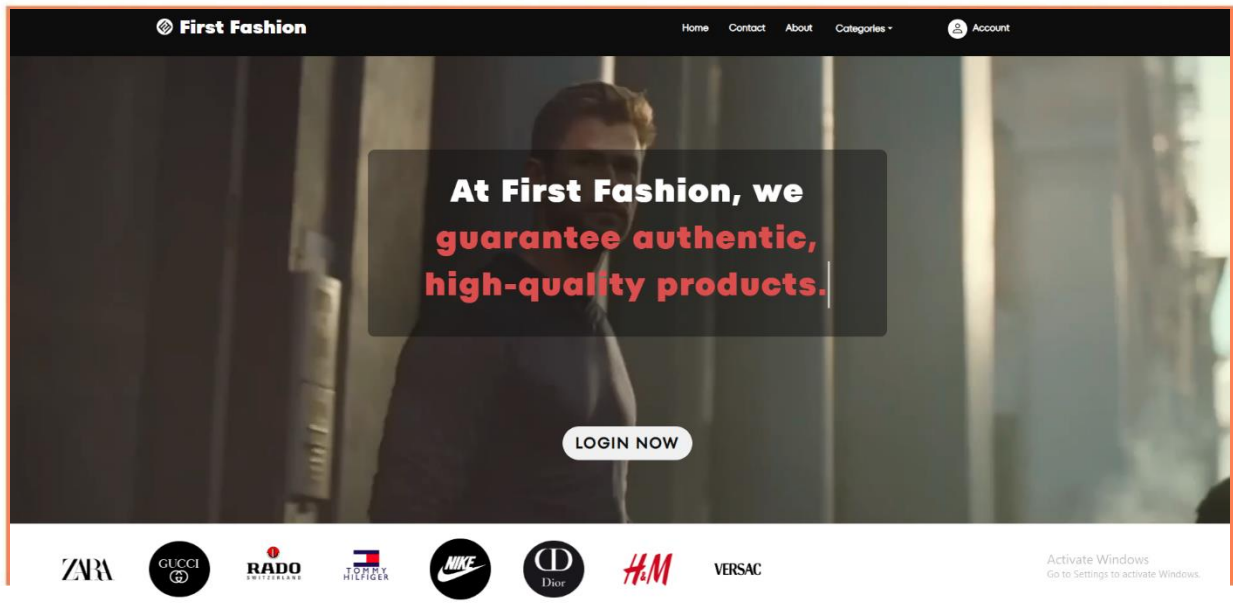 First Fashion
Home Contact About Categories Account
At First Fashion, we
guarantee authentic,
high-quality products.
LOGIN NOW
ZARA
GUCCI
RADO
SWITZERLAND
TOMMY
HILFIGER
NIKE
CD
Dior
H&M
VERSAC
Activate Windows
Go to Settings to activate Windows.